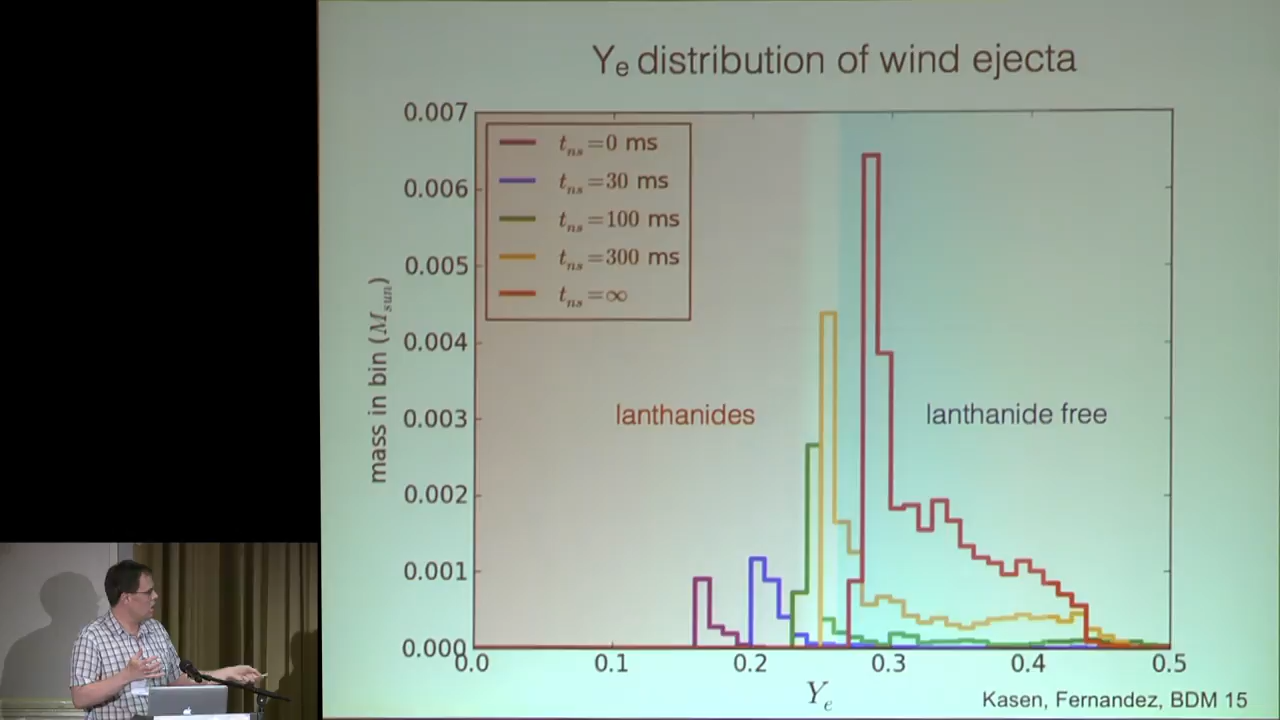 Yₑ distribution of wind ejecta
0.007
0.006
0.005
0.004
0.003
0.002
0.001
0.000
mass in bin (M_sun)
t_ns=0 ms
t_ns=30 ms
t_ns=100 ms
t_ns=300 ms
t_ns=∞
lanthanides
lanthanide free
0.0 0.1 0.2 0.3 0.4 0.5
Y_e
Kasen, Fernandez, BDM 15